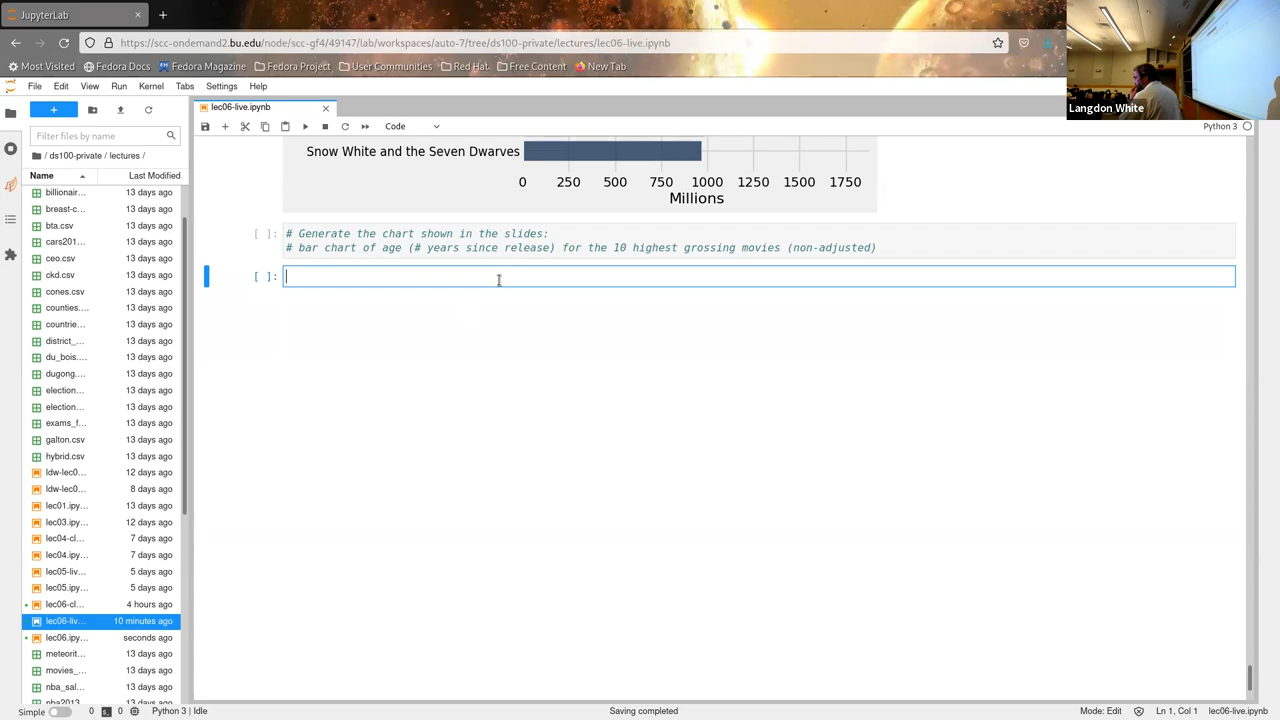 JupyterLab
https://scc-ondemand2.bu.edu/node/scc-gf4/49147/lab/workspaces/auto-7/tree/ds100-private/lectures/lec06-live.ipynb
Most Visited Fedora Docs Fedora Magazine Fedora Project User Communities Red Hat Free Content New Tab
Langdon White
File Edit View Run Kernel Tabs Settings Help
lec06-live.ipynb
Filter files by name
Code
Python 3
/ ds100-private / lectures /
Name Last Modified
billionair... 13 days ago
breast-c... 13 days ago
bta.csv 13 days ago
cars201... 13 days ago
ceo.csv 13 days ago
ckd.csv 13 days ago
cones.csv 13 days ago
counties.... 13 days ago
countrie... 13 days ago
district_... 13 days ago
du_bois.... 13 days ago
dugong.... 13 days ago
election... 13 days ago
election... 13 days ago
exams_f... 13 days ago
galton.csv 13 days ago
hybrid.csv 13 days ago
ldw-lec0... 12 days ago
ldw-lec0... 8 days ago
lec01.ipy... 13 days ago
lec03.ipy... 12 days ago
lec04-cl... 7 days ago
lec04.ipy... 7 days ago
lec05-liv... 5 days ago
lec05.ipy... 5 days ago
lec06-cl... 4 hours ago
lec06-liv... 10 minutes ago
lec06.ipy... seconds ago
meteorit... 13 days ago
movies_... 13 days ago
nba_sal... 13 days ago
nba2013... 13 days ago
Snow White and the Seven Dwarves
0 250 500 750 1000 1250 1500 1750
Millions
[ ]: # Generate the chart shown in the slides:
# bar chart of age (# years since release) for the 10 highest grossing movies (non-adjusted)
[ ]:
Simple 0 0 Python 3 | Idle Saving completed Mode: Edit Ln 1, Col 1 lec06-live.ipynb